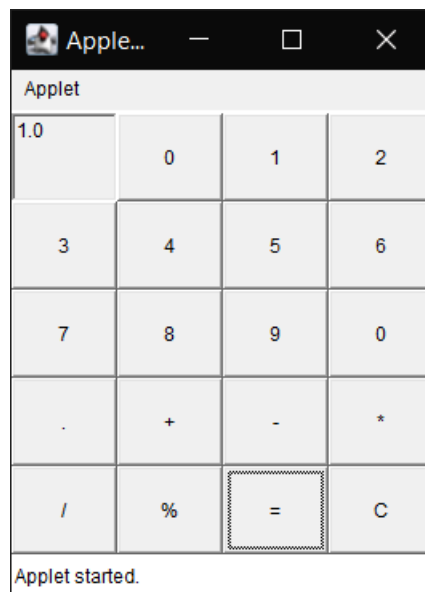 Apple...
Applet
1.0 0 1 2
3 4 5 6
7 8 9 0
. + - *
/ % = C
Applet started.